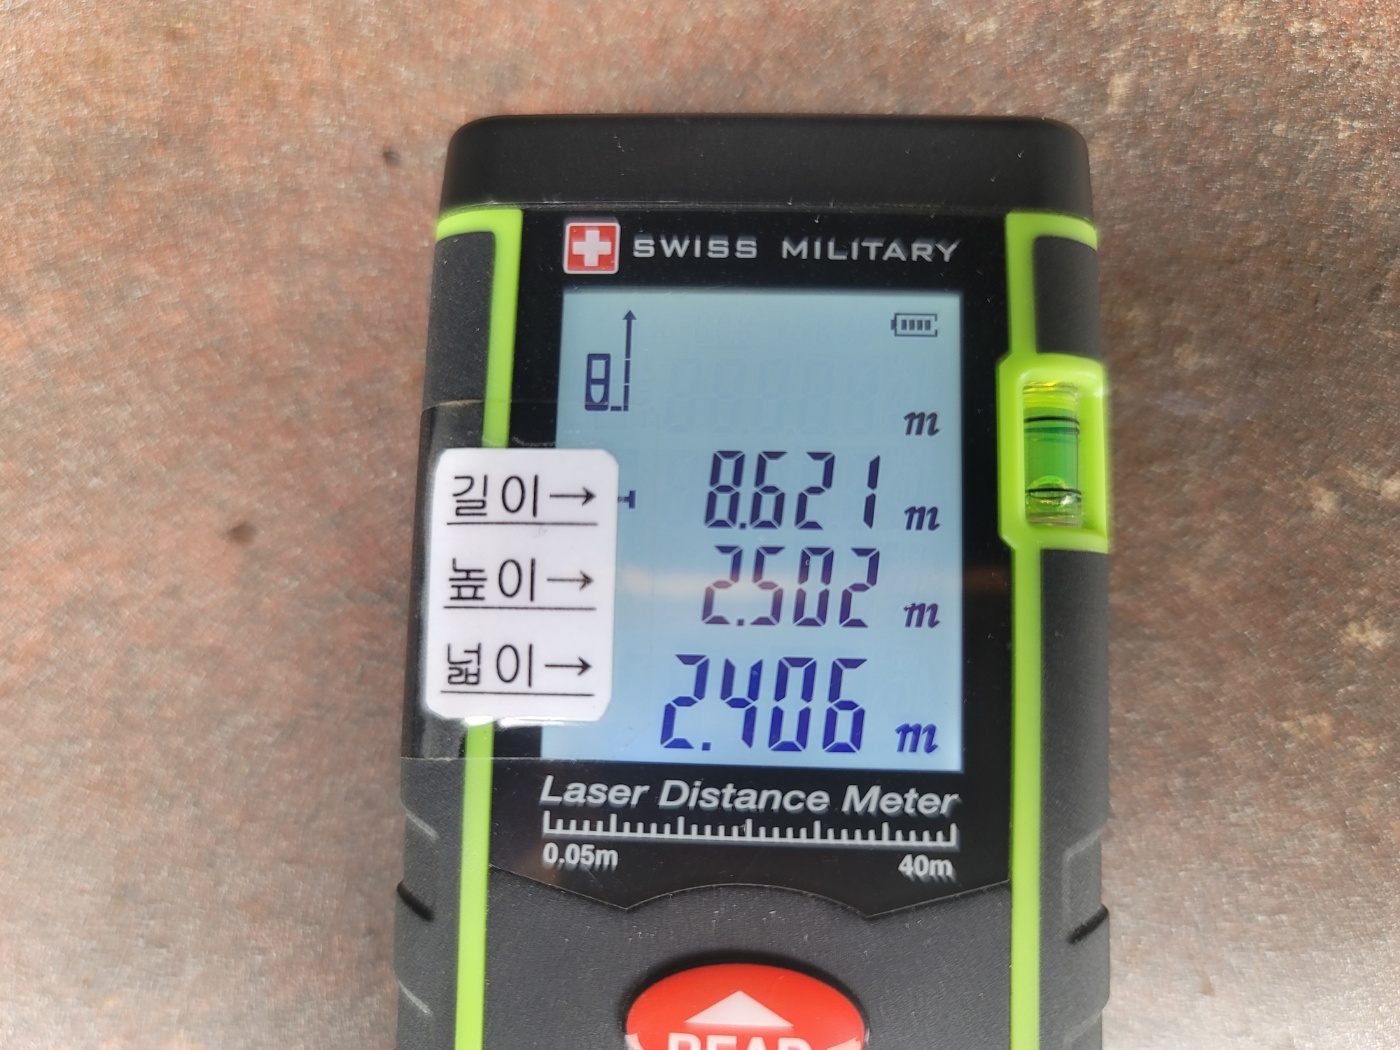 SWISS MILITARY
m
길이→ 8.621 m
높이→ 2.502 m
넓이→ 2.406 m
Laser Distance Meter
0.05m 40m
READ